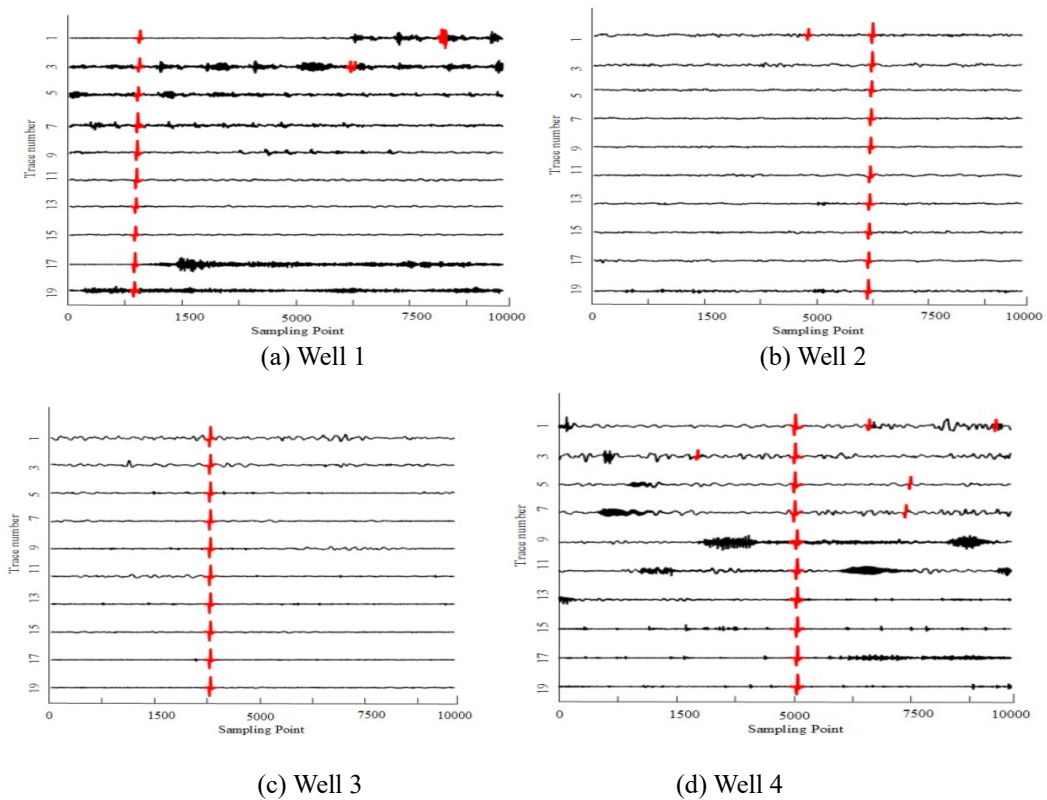 Trace number
1
3
5
7
9
11
13
15
17
19
0 1500 5000 7500 10000
Sampling Point
(a) Well 1
Trace number
1
3
5
7
9
11
13
15
17
19
0 1500 5000 7500 10000
Sampling Point
(b) Well 2
Trace number
1
3
5
7
9
11
13
15
17
19
0 1500 5000 7500 10000
Sampling Point
(c) Well 3
Trace number
1
3
5
7
9
11
13
15
17
19
0 1500 5000 7500 10000
Sampling Point
(d) Well 4